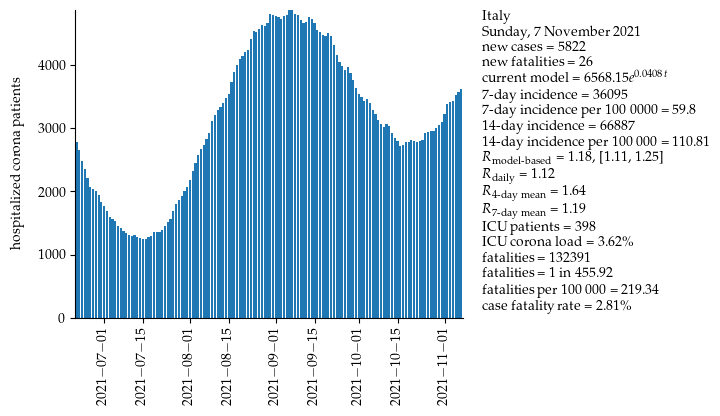 Italy
Sunday, 7 November 2021
new cases = 5822
new fatalities = 26
current model = 6568.15e^0.0408 t
7-day incidence = 36095
7-day incidence per 100 0000 = 59.8
14-day incidence = 66887
14-day incidence per 100 000 = 110.81
R model-based = 1.18, [1.11, 1.25]
R daily = 1.12
R 4-day mean = 1.64
R 7-day mean = 1.19
ICU patients = 398
ICU corona load = 3.62%
fatalities = 132391
fatalities = 1 in 455.92
fatalities per 100 000 = 219.34
case fatality rate = 2.81%
hospitalized corona patients
4000
3000
2000
1000
0
2021−07−01
2021−07−15
2021−08−01
2021−08−15
2021−09−01
2021−09−15
2021−10−01
2021−10−15
2021−11−01